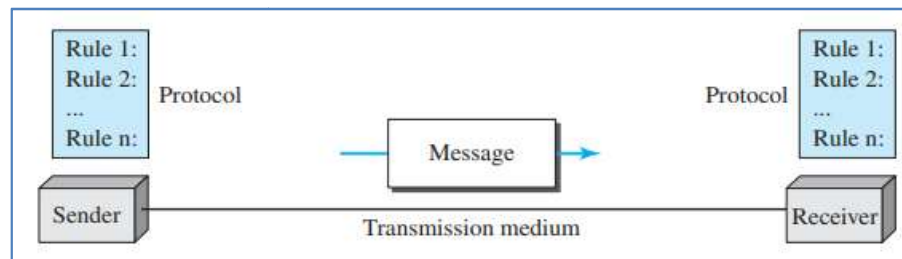 Rule 1:
Rule 2:
...
Rule n:
Protocol
Message
Protocol
Rule 1:
Rule 2:
...
Rule n:
Sender
Transmission medium
Receiver